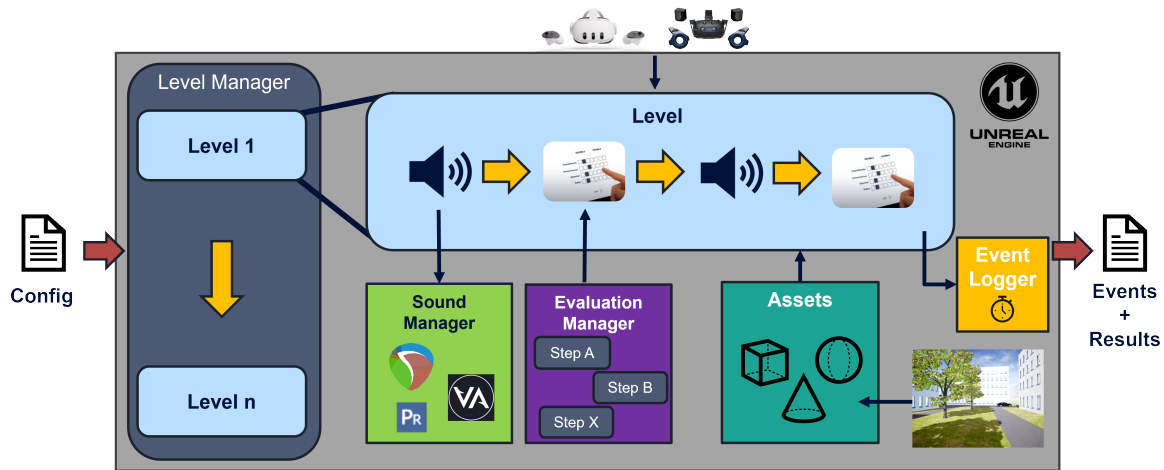 Level Manager
Level 1
Level n
Config
Level
UNREAL
ENGINE
Sound
Manager
PR
VA
Evaluation
Manager
Step A
Step B
Step X
Assets
Event
Logger
Events
+
Results